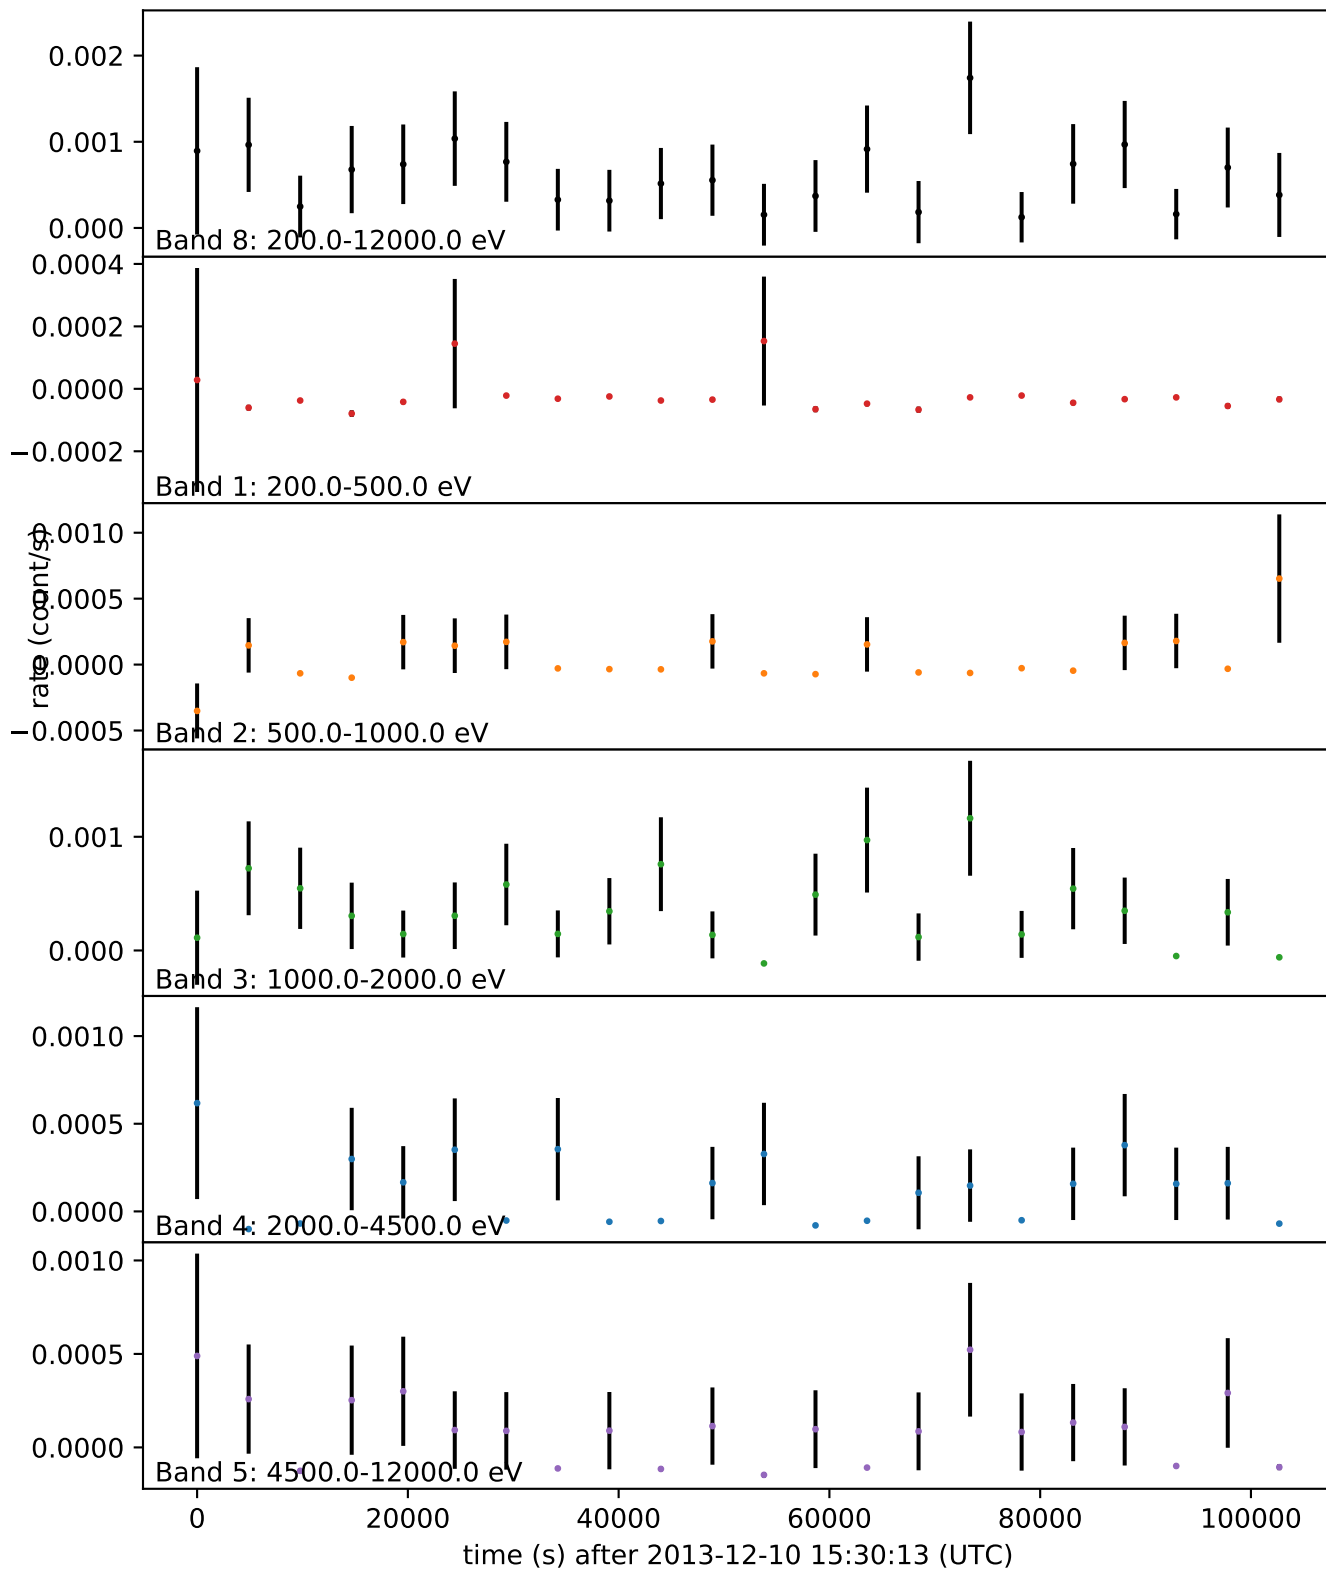 0.002
0.001
0.000
Band 8: 200.0-12000.0 eV
0.0004
0.0002
0.0000
−0.0002
Band 1: 200.0-500.0 eV
rate (count/s)
0.0010
0.0005
0.0000
−0.0005
Band 2: 500.0-1000.0 eV
0.001
0.000
Band 3: 1000.0-2000.0 eV
0.0010
0.0005
0.0000
Band 4: 2000.0-4500.0 eV
0.0010
0.0005
0.0000
Band 5: 4500.0-12000.0 eV
0 20000 40000 60000 80000 100000
time (s) after 2013-12-10 15:30:13 (UTC)